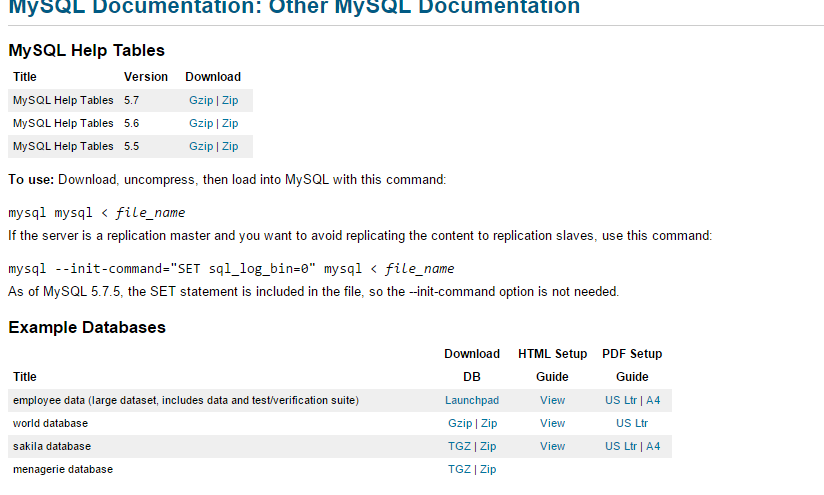 MySQL Documentation: Other MySQL Documentation
MySQL Help Tables
Title Version Download
MySQL Help Tables 5.7 Gzip | Zip
MySQL Help Tables 5.6 Gzip | Zip
MySQL Help Tables 5.5 Gzip | Zip
To use: Download, uncompress, then load into MySQL with this command:
mysql mysql < file_name
If the server is a replication master and you want to avoid replicating the content to replication slaves, use this command:
mysql --init-command="SET sql_log_bin=0" mysql < file_name
As of MySQL 5.7.5, the SET statement is included in the file, so the --init-command option is not needed.
Example Databases
Download HTML Setup PDF Setup
Title DB Guide Guide
employee data (large dataset, includes data and test/verification suite) Launchpad View US Ltr | A4
world database Gzip | Zip View US Ltr
sakila database TGZ | Zip View US Ltr | A4
menagerie database TGZ | Zip